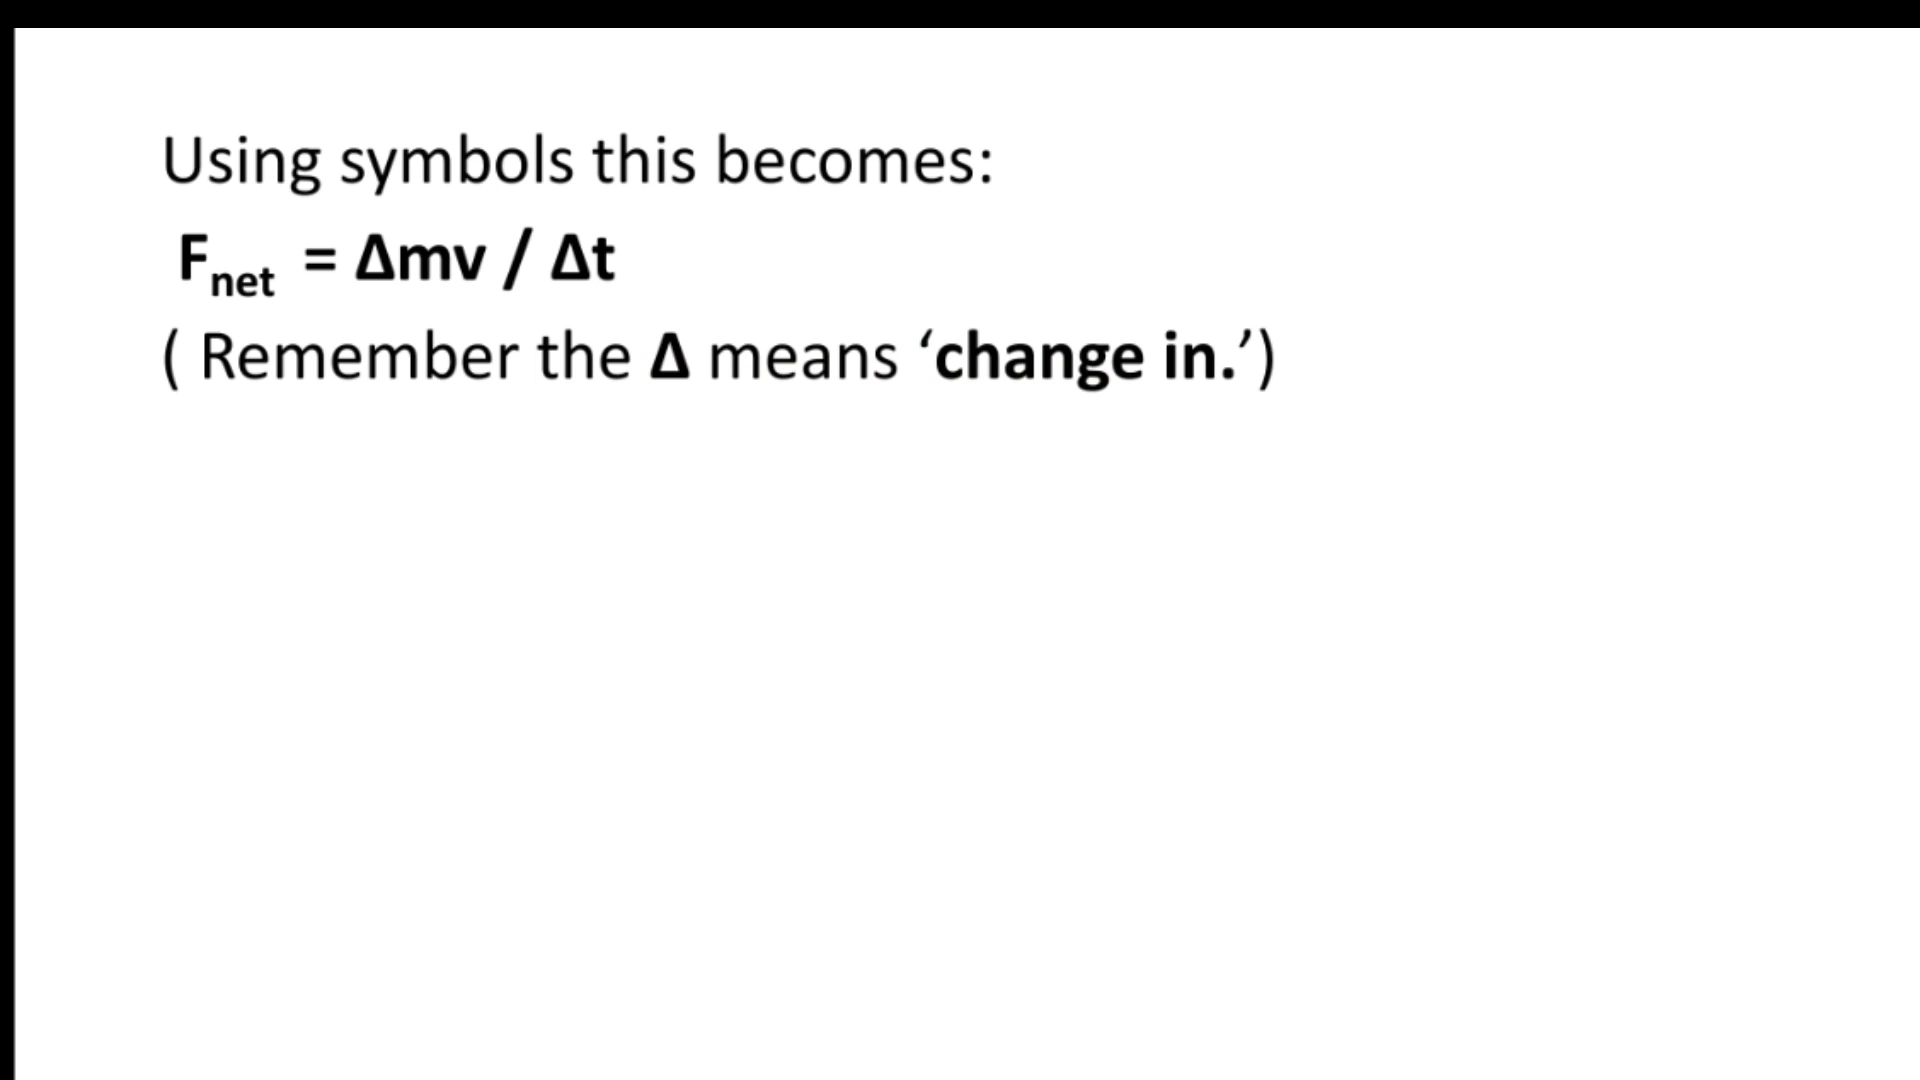 Using symbols this becomes:
Fnet = Δmv / Δt
( Remember the Δ means ‘change in.’)